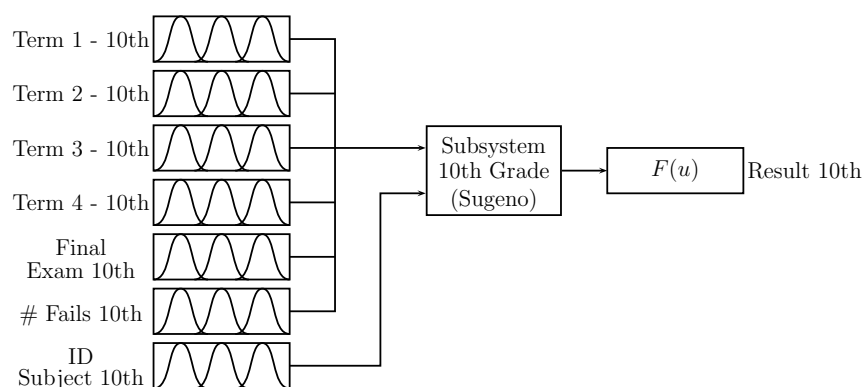 Term 1 - 10th
Term 2 - 10th
Term 3 - 10th
Term 4 - 10th
Final
Exam 10th
# Fails 10th
ID
Subject 10th
Subsystem
10th Grade
(Sugeno)
F(u)
Result 10th